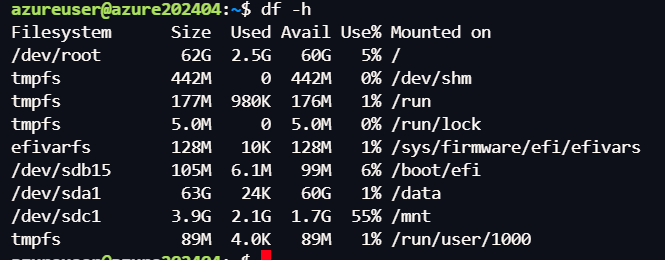 azureuser@azure202404:~$ df -h
Filesystem      Size  Used Avail Use% Mounted on
/dev/root        62G  2.5G   60G   5% /
tmpfs           442M     0  442M   0% /dev/shm
tmpfs           177M  980K  176M   1% /run
tmpfs           5.0M     0  5.0M   0% /run/lock
efivarfs        128M   10K  128M   1% /sys/firmware/efi/efivars
/dev/sdb15      105M  6.1M   99M   6% /boot/efi
/dev/sda1        63G   24K   60G   1% /data
/dev/sdc1       3.9G  2.1G  1.7G  55% /mnt
tmpfs            89M  4.0K   89M   1% /run/user/1000
azureuser@azure202404:~$